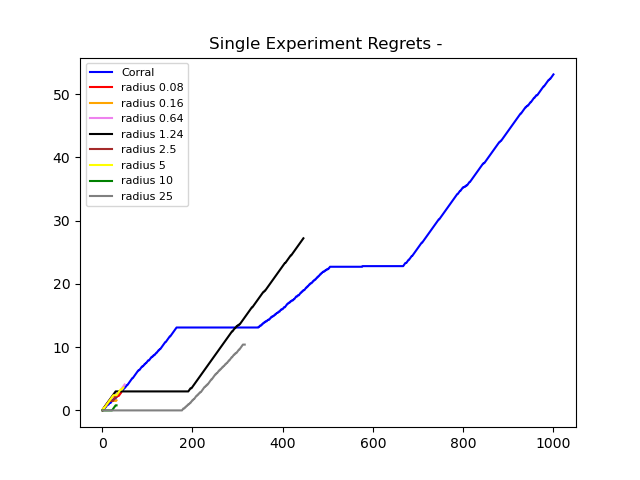 Single Experiment Regrets -
Corral
radius 0.08
radius 0.16
radius 0.64
radius 1.24
radius 2.5
radius 5
radius 10
radius 25
50
40
30
20
10
0
0 200 400 600 800 1000